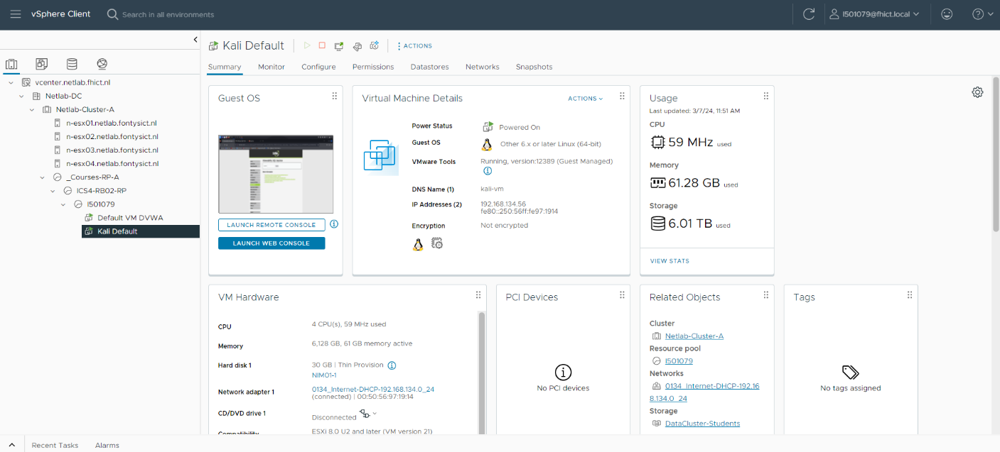 vSphere Client
Search in all environments
I501079@fhict.local
Kali Default
ACTIONS
Summary
Monitor
Configure
Permissions
Datastores
Networks
Snapshots
vcenter.netlab.fhict.nl
Netlab-DC
Netlab-Cluster-A
n-esx01.netlab.fontysict.nl
n-esx02.netlab.fontysict.nl
n-esx03.netlab.fontysict.nl
n-esx04.netlab.fontysict.nl
_Courses-RP-A
ICS4-RB02-RP
I501079
Default VM DVWA
Kali Default
Guest OS
LAUNCH REMOTE CONSOLE
LAUNCH WEB CONSOLE
Virtual Machine Details
ACTIONS
Power Status
Powered On
Guest OS
Other 6.x or later Linux (64-bit)
VMware Tools
Running, version:12389 (Guest Managed)
DNS Name (1)
kali-vm
IP Addresses (2)
192.168.134.56
fe80::250:56ff:fe97:1914
Encryption
Not encrypted
Usage
Last updated: 3/7/24, 11:51 AM
CPU
59 MHz used
Memory
61.28 GB used
Storage
6.01 TB used
VIEW STATS
VM Hardware
CPU
4 CPU(s), 59 MHz used
Memory
6,128 GB, 61 GB memory active
Hard disk 1
30 GB | Thin Provision
NIM01-1
Network adapter 1
0134_Internet-DHCP-192.168.134.0_24
(connected) | 00:50:56:97:19:14
CD/DVD drive 1
Disconnected
Compatibility
ESXi 8.0 U2 and later (VM version 21)
PCI Devices
No PCI devices
Related Objects
Cluster
Netlab-Cluster-A
Resource pool
I501079
Networks
0134_Internet-DHCP-192.16
8.134.0_24
Storage
DataCluster-Students
Tags
No tags assigned
Recent Tasks
Alarms